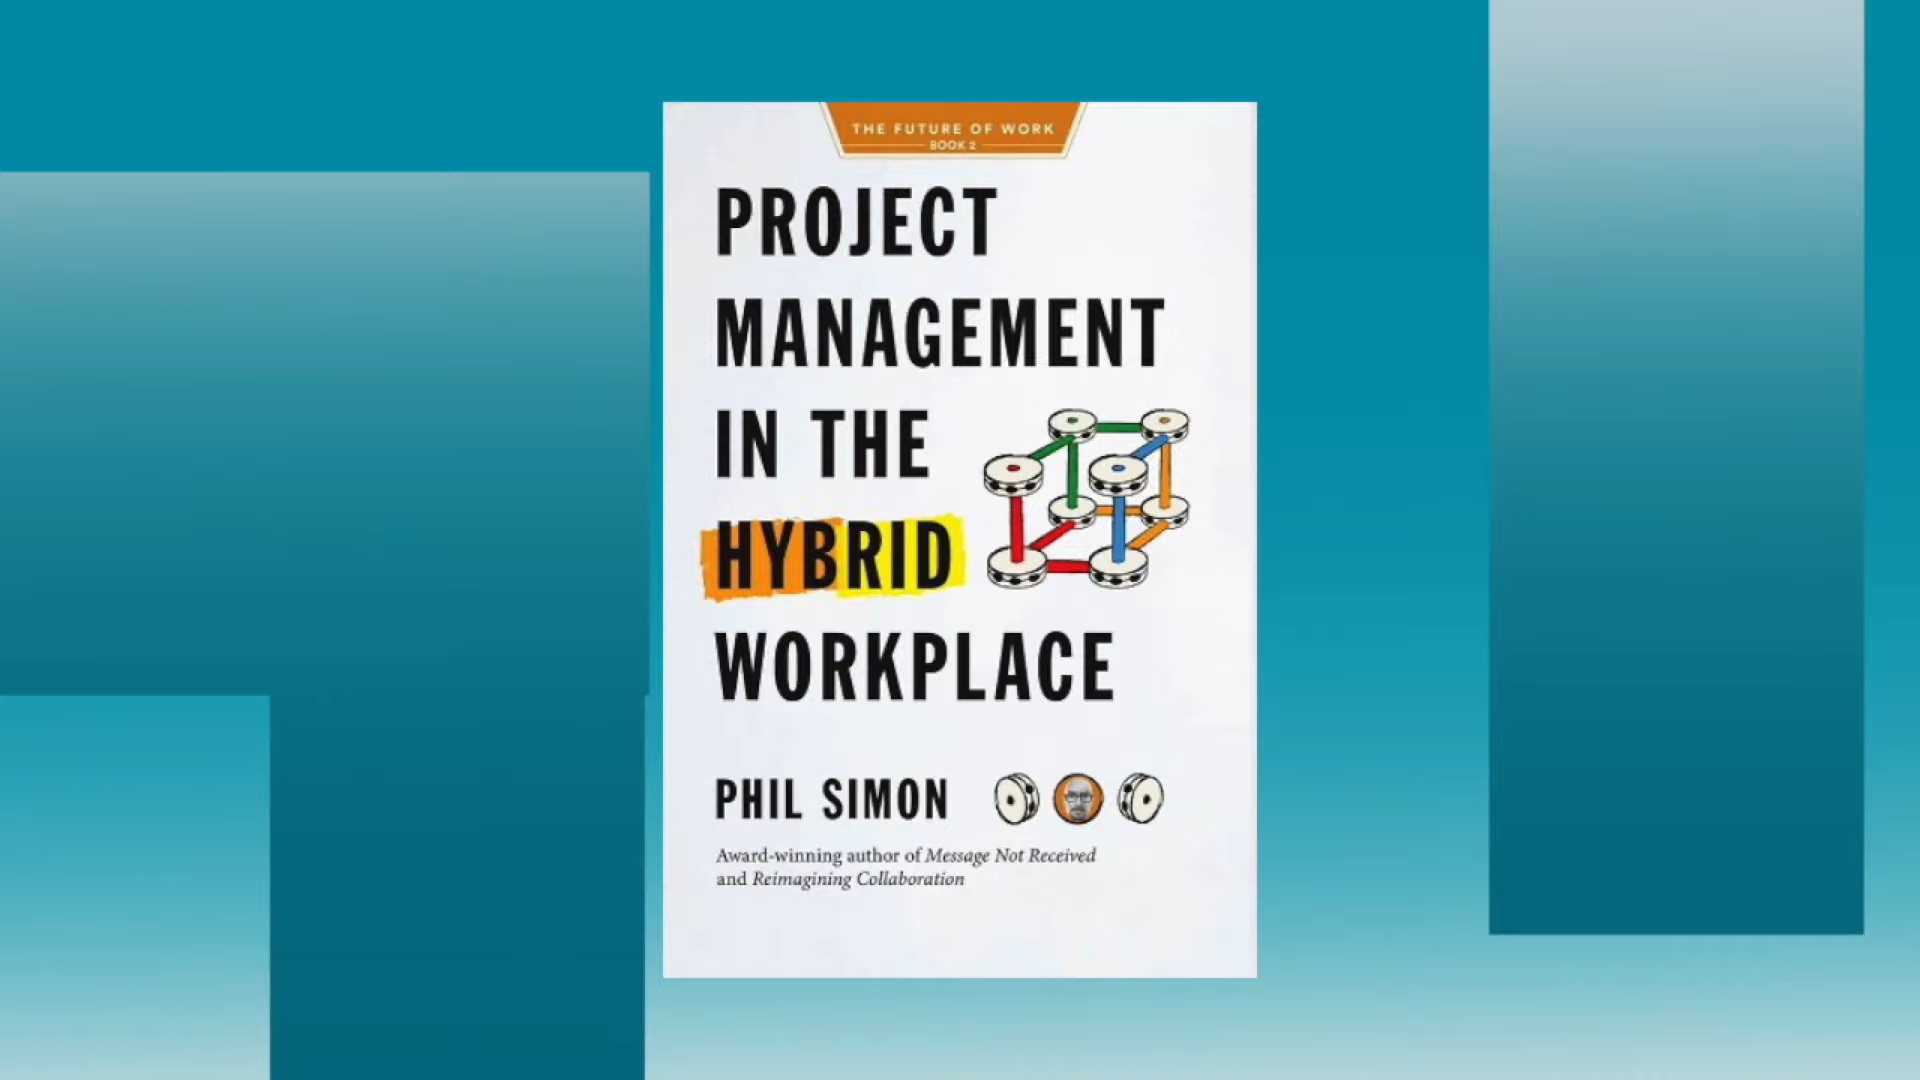 THE FUTURE OF WORK
BOOK 2
PROJECT
MANAGEMENT
IN THE
HYBRID
WORKPLACE
PHIL SIMON
Award-winning author of Message Not Received
and Reimagining Collaboration